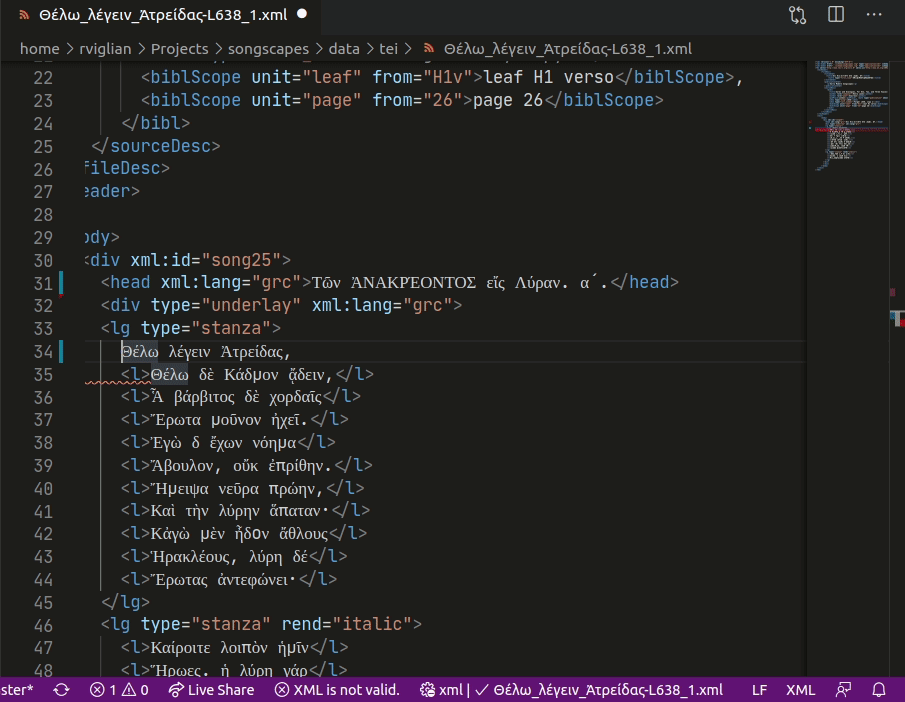 Θέλω_λέγειν_Ἀτρείδας-L638_1.xml
home > rviglian > Projects > songscapes > data > tei > Θέλω_λέγειν_Ἀτρείδας-L638_1.xml
22 <biblScope unit="leaf" from="H1v">leaf H1 verso</biblScope>,
23 <biblScope unit="page" from="26">page 26</biblScope>
24 </bibl>
25 </sourceDesc>
26 fileDesc>
27 eader>
28
29 ody>
30 <div xml:id="song25">
31 <head xml:lang="grc">Τῶν ἈΝΑΚΡΈΟΝΤΟΣ εἴς Λύραν. α´.</head>
32 <div type="underlay" xml:lang="grc">
33 <lg type="stanza">
34 Θέλω λέγειν Ἀτρείδας,
35 <l>Θέλω δὲ Κάδμον ᾄδειν,</l>
36 <l>Ἆ βάρβιτος δὲ χορδαῖς</l>
37 <l>Ἔρωτα μοῦνον ἠχεῖ.</l>
38 <l>Ἐγὼ δ ἔχων νόημα</l>
39 <l>Ἄβουλον, οὔκ ἐπρίθην.</l>
40 <l>Ἤμειψα νεῦρα πρώην,</l>
41 <l>Καὶ τὴν λύρην ἅπαταν·</l>
42 <l>Κἀγὼ μὲν ᾖδον ἄθλους</l>
43 <l>Ἡρακλέους, λύρη δέ</l>
44 <l>Ἔρωτας ἀντεφώνει·</l>
45 </lg>
46 <lg type="stanza" rend="italic">
47 <l>Καίροιτε λοιπὸν ἡμῖν</l>
48 <l>Ἥρωες. ἡ λύρη γάρ</l>
ster* 1 0 Live Share XML is not valid. xml | ✓ Θέλω_λέγειν_Ἀτρείδας-L638_1.xml LF XML